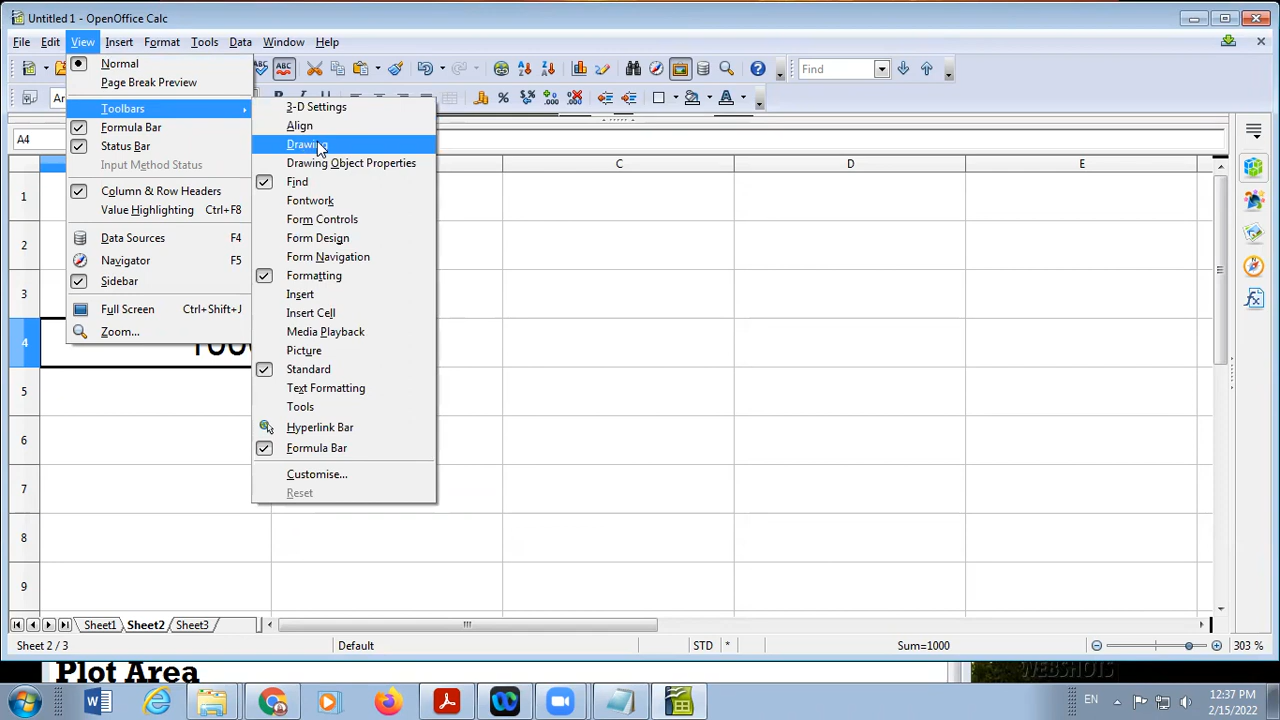 Untitled 1 - OpenOffice Calc
File Edit View Insert Format Tools Data Window Help
Normal
Page Break Preview
Toolbars
Formula Bar
Status Bar
Input Method Status
Column & Row Headers
Value Highlighting Ctrl+F8
Data Sources F4
Navigator F5
Sidebar
Full Screen Ctrl+Shift+J
Zoom...
3-D Settings
Align
Drawing
Drawing Object Properties
Find
Fontwork
Form Controls
Form Design
Form Navigation
Formatting
Insert
Insert Cell
Media Playback
Picture
Standard
Text Formatting
Tools
Hyperlink Bar
Formula Bar
Customise...
Reset
ABC ABC Find
A4
C D E
1
2
3
4
5
6
7
8
9
Sheet1 Sheet2 Sheet3
Sheet 2 / 3 Default STD * Sum=1000 303 %
Plot Area
WEBSHOTS
EN 12:37 PM
2/15/2022